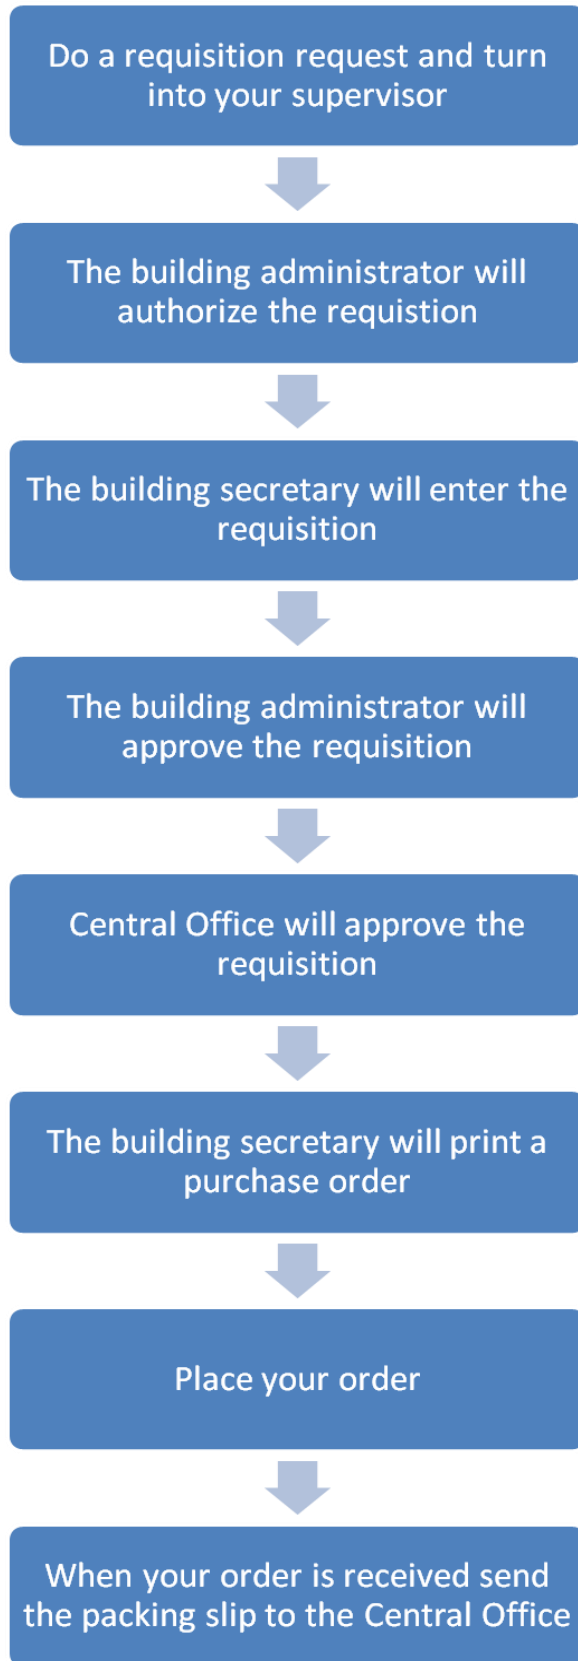 Do a requisition request and turn
into your supervisor
The building administrator will
authorize the requistion
The building secretary will enter the
requisition
The building administrator will
approve the requisition
Central Office will approve the
requisition
The building secretary will print a
purchase order
Place your order
When your order is received send
the packing slip to the Central Office